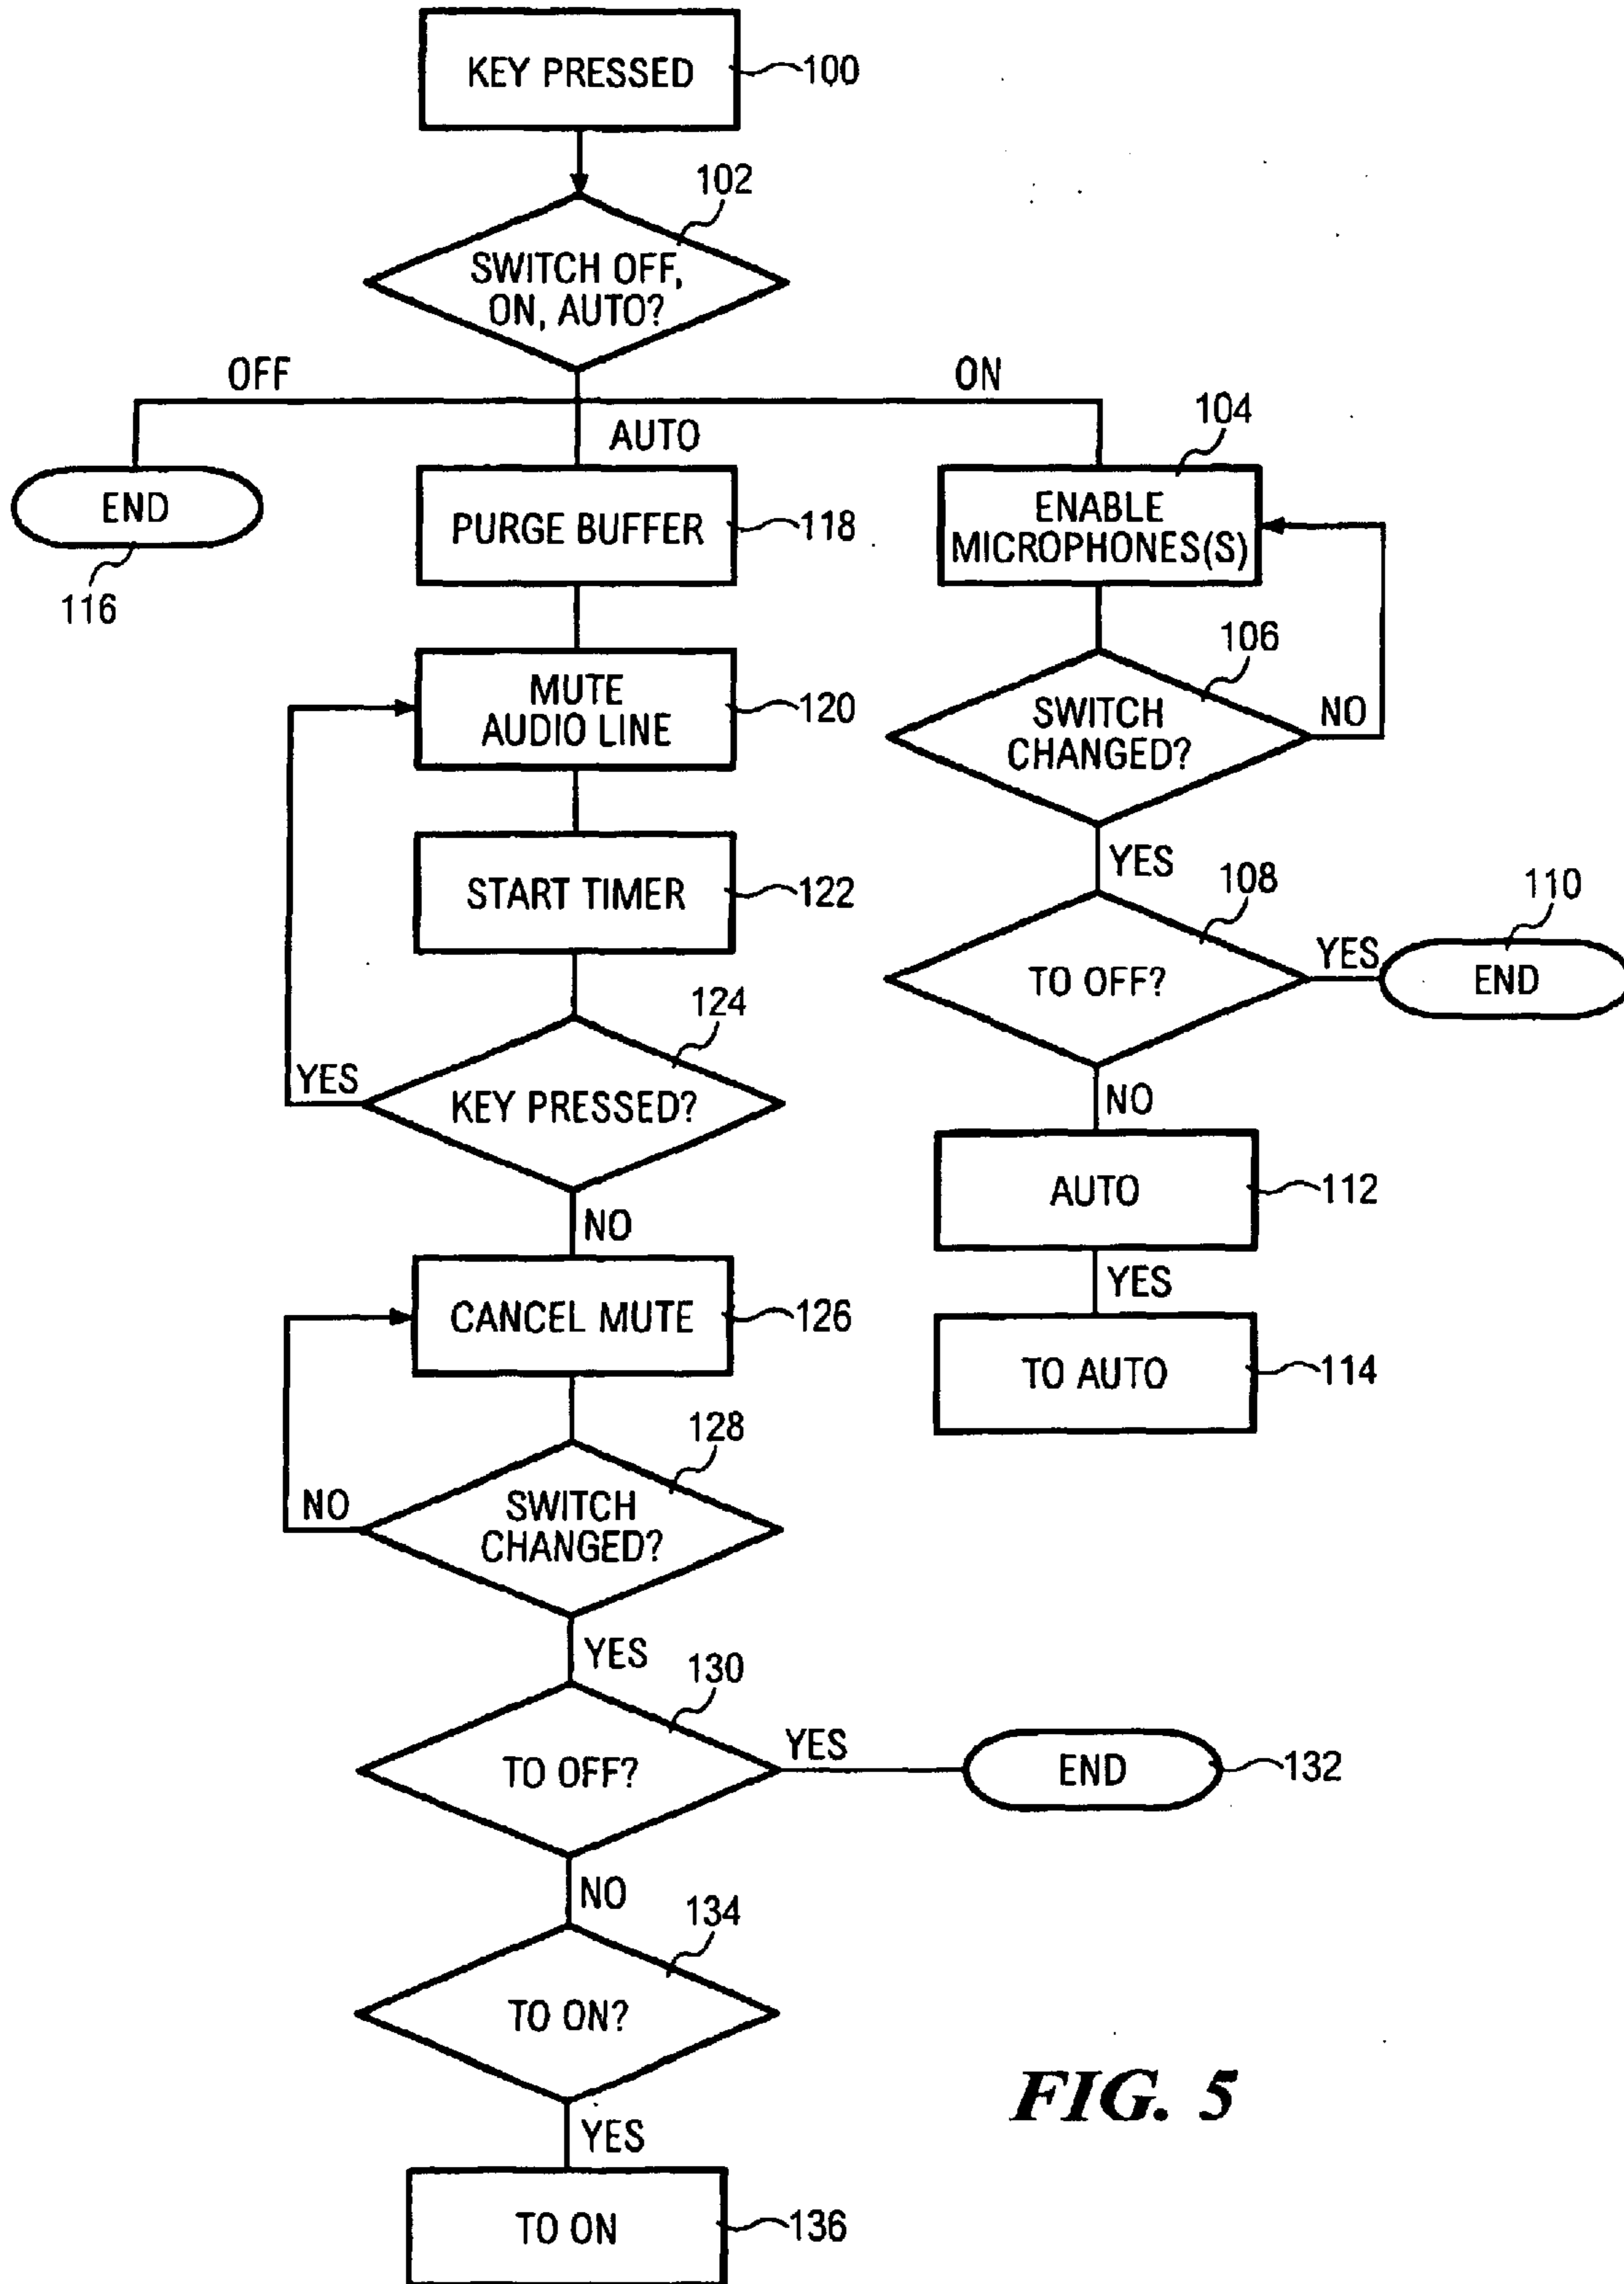 KEY PRESSED
100
102
SWITCH OFF,
ON, AUTO?
OFF
ON
AUTO
104
END
116
PURGE BUFFER
118
ENABLE
MICROPHONES(S)
106
MUTE
AUDIO LINE
120
SWITCH
CHANGED?
NO
YES
START TIMER
122
108
110
TO OFF?
YES
END
124
KEY PRESSED?
YES
NO
NO
AUTO
112
YES
CANCEL MUTE
126
TO AUTO
114
128
SWITCH
CHANGED?
NO
YES
130
TO OFF?
YES
END
132
NO
134
TO ON?
YES
TO ON
136
FIG. 5